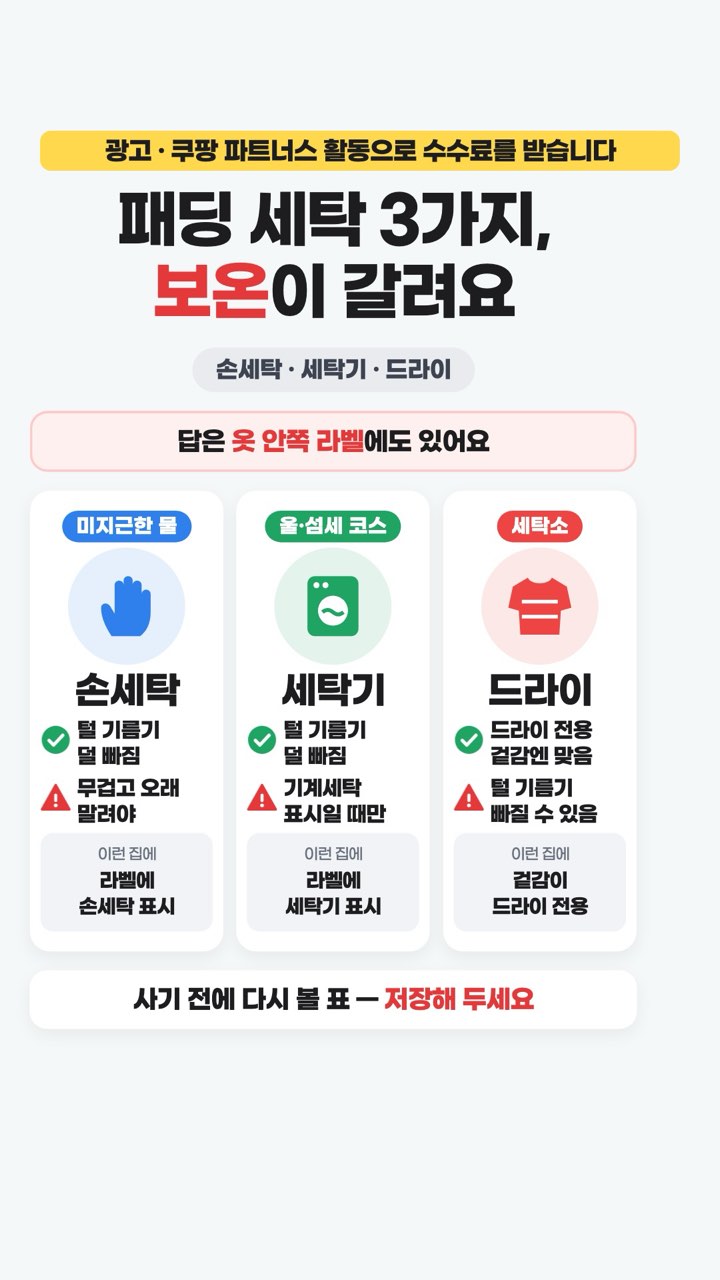 광고 · 쿠팡 파트너스 활동으로 수수료를 받습니다
패딩 세탁 3가지,
보온이 갈려요
손세탁 · 세탁기 · 드라이
답은 옷 안쪽 라벨에도 있어요
미지근한 물
손세탁
털 기름기
덜 빠짐
무겁고 오래
말려야
이런 집에
라벨에
손세탁 표시
울·섬세 코스
세탁기
털 기름기
덜 빠짐
기계세탁
표시일 때만
이런 집에
라벨에
세탁기 표시
세탁소
드라이
드라이 전용
겉감엔 맞음
털 기름기
빠질 수 있음
이런 집에
겉감이
드라이 전용
사기 전에 다시 볼 표 — 저장해 두세요